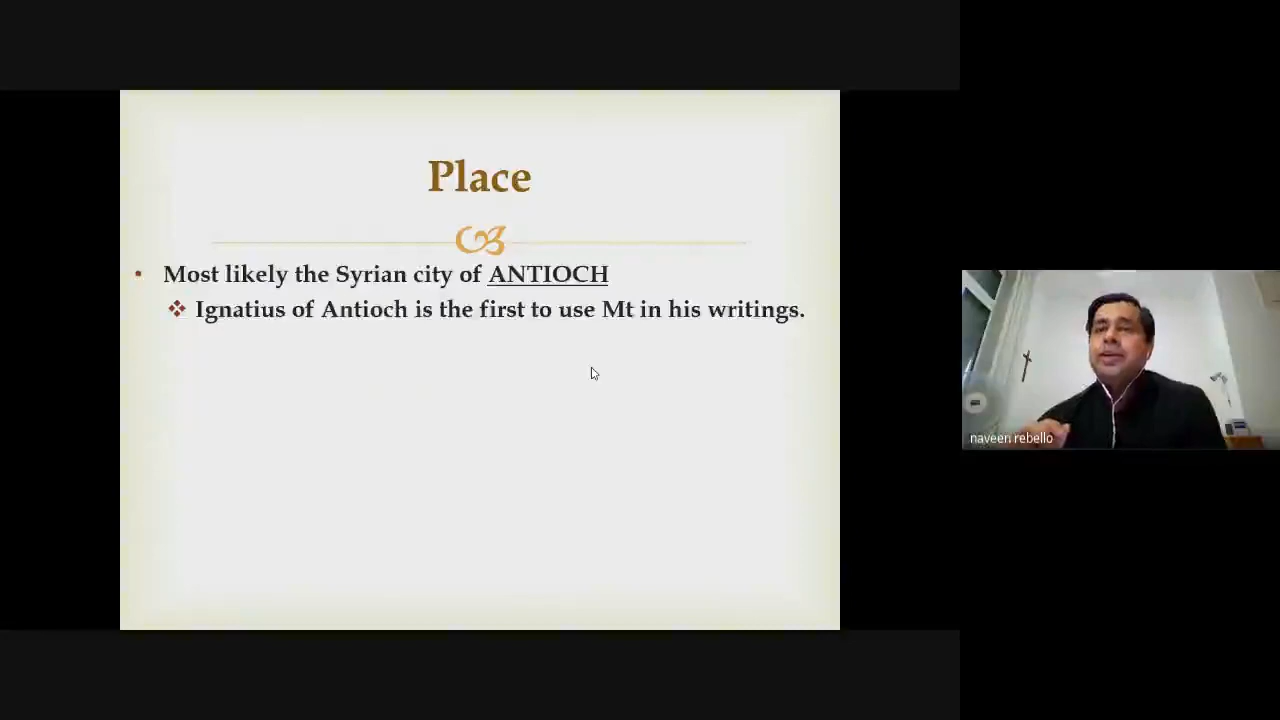 Place
• Most likely the Syrian city of ANTIOCH
❖ Ignatius of Antioch is the first to use Mt in his writings.
naveen rebello